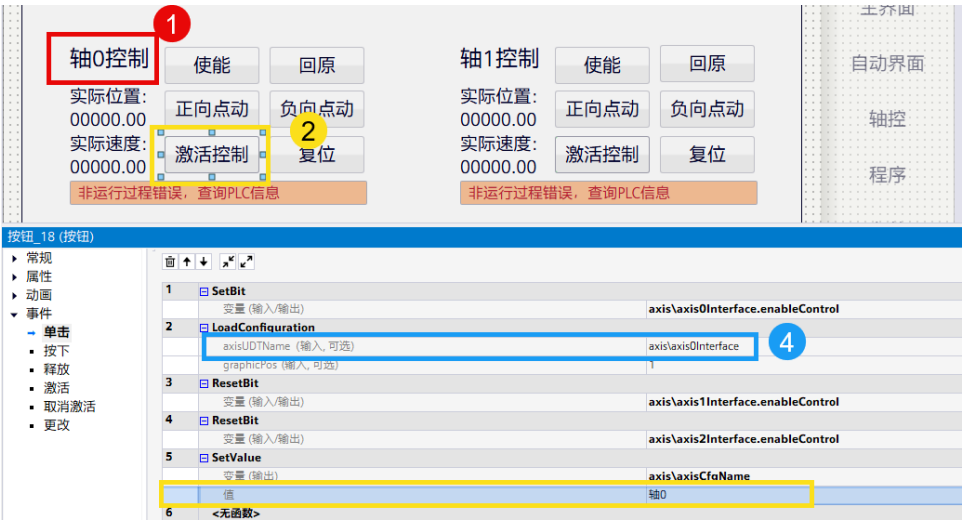 主界面
1
轴0控制 使能 回原
轴1控制 使能 回原
自动界面
实际位置:
00000.00
正向点动 负向点动
实际位置:
00000.00
正向点动 负向点动
轴控
2
实际速度:
00000.00
激活控制 复位
实际速度:
00000.00
激活控制 复位
程序
非运行过程错误，查询PLC信息
非运行过程错误，查询PLC信息
按钮_18 (按钮)
常规
属性
动画
事件
单击
按下
释放
激活
取消激活
更改
1 SetBit
变量 (输入/输出) axis\axis0Interface.enableControl
2 LoadConfiguration
axisUDTName (输入, 可选) axis\axis0Interface
4
graphicPos (输入, 可选) 1
3 ResetBit
变量 (输入/输出) axis\axis1Interface.enableControl
4 ResetBit
变量 (输入/输出) axis\axis2Interface.enableControl
5 SetValue
变量 (输出) axis\axisCfgName
值 轴0
6 <无函数>